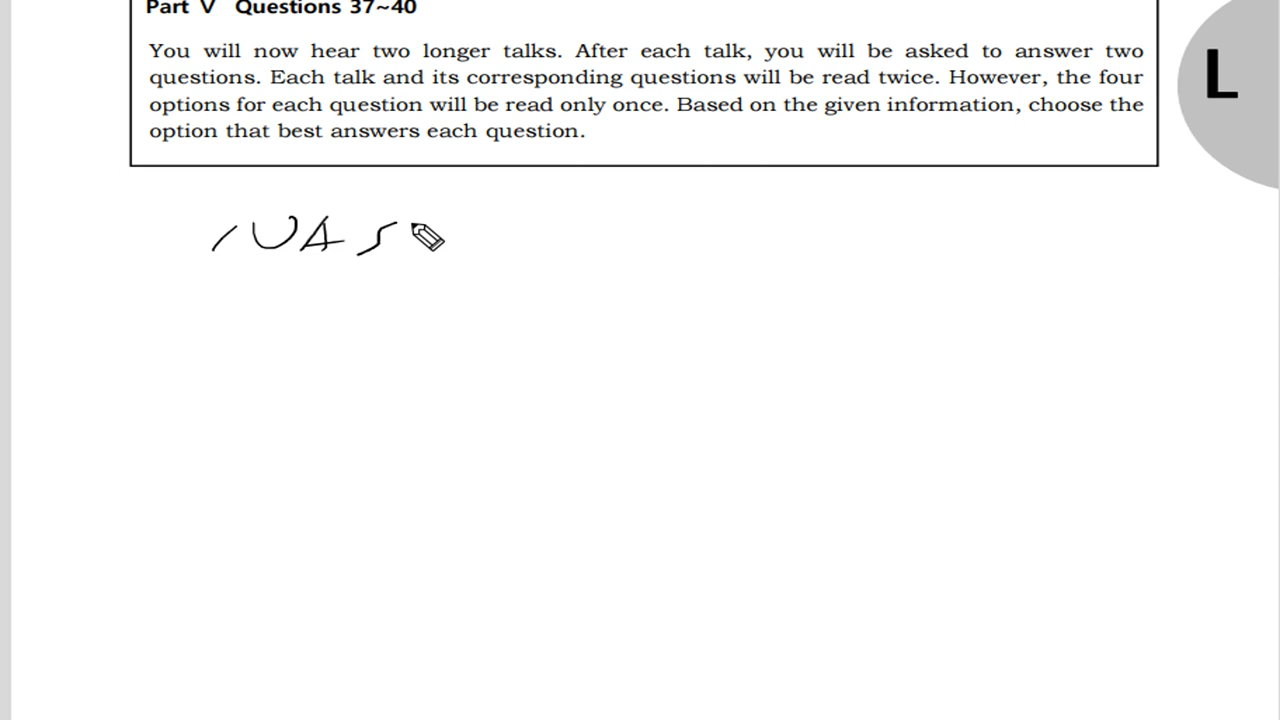 Part V Questions 37~40
You will now hear two longer talks. After each talk, you will be asked to answer two
questions. Each talk and its corresponding questions will be read twice. However, the four
options for each question will be read only once. Based on the given information, choose the
option that best answers each question.
L